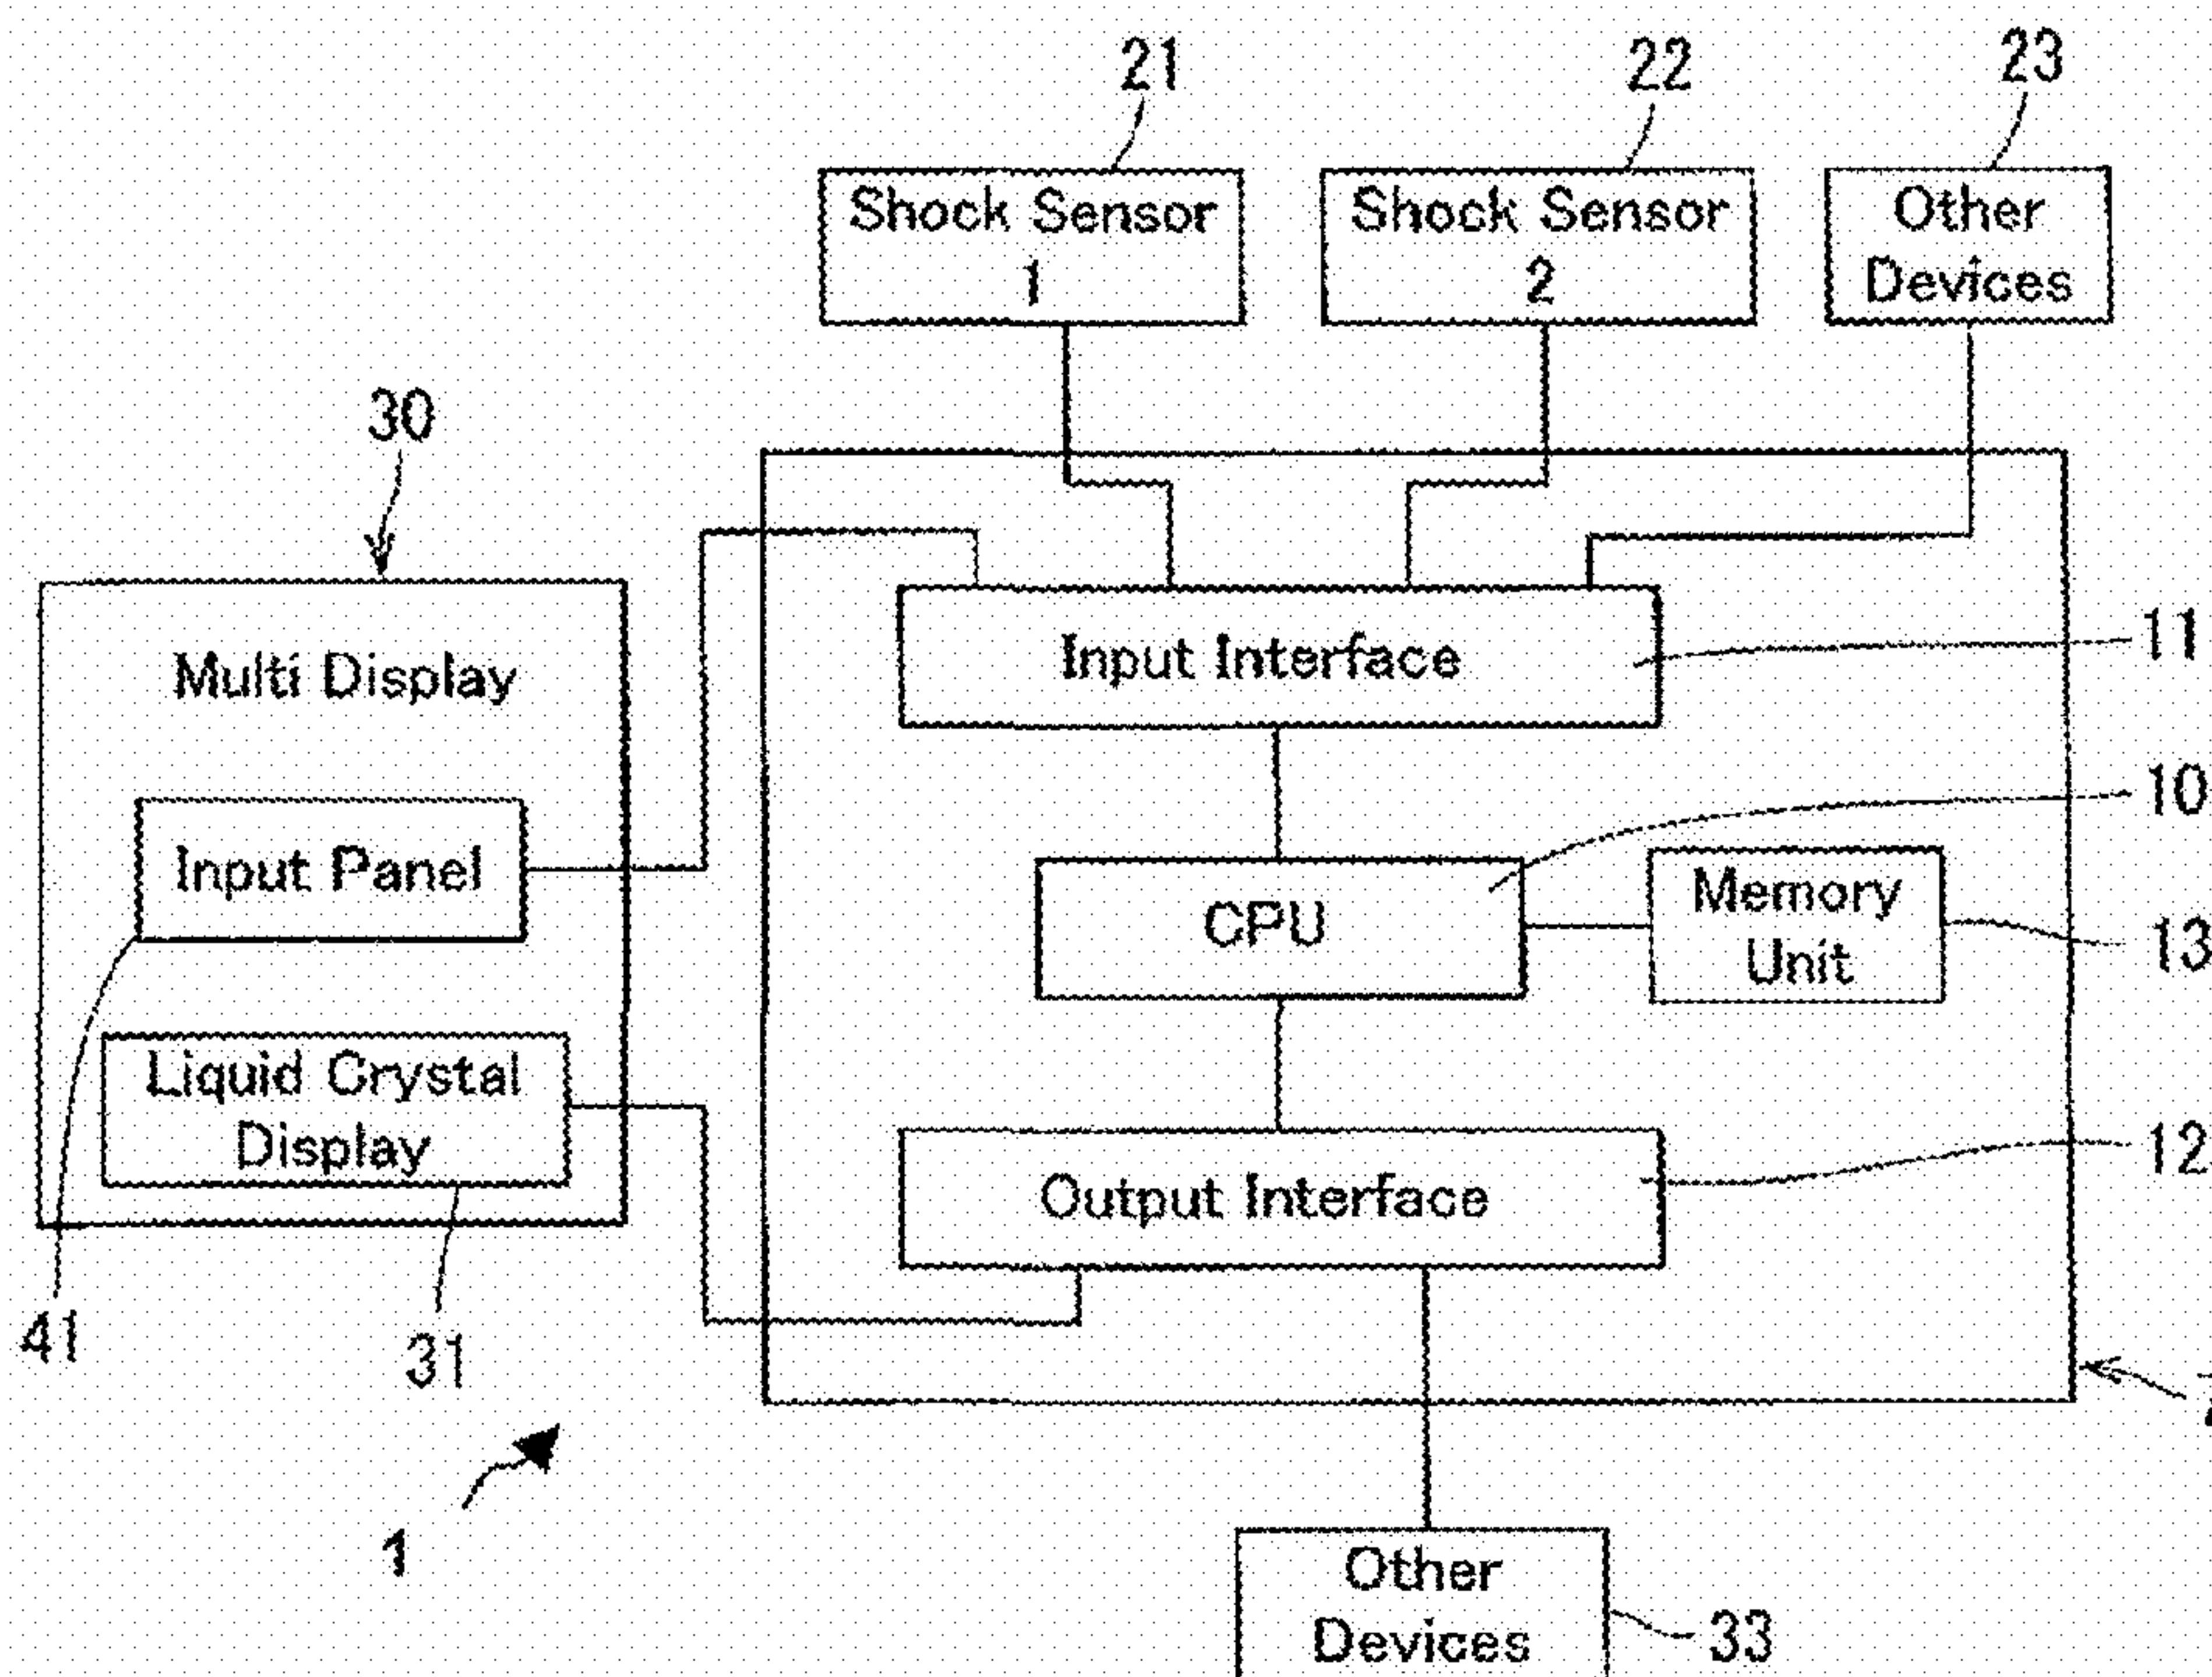 21
22
23
Shock Sensor
1
Shock Sensor
2
Other
Devices
30
Multi Display
Input Interface
11
10
Input Panel
CPU
Memory
Unit
13
Liquid Crystal
Display
Output Interface
12
41
31
1
Other
Devices
33